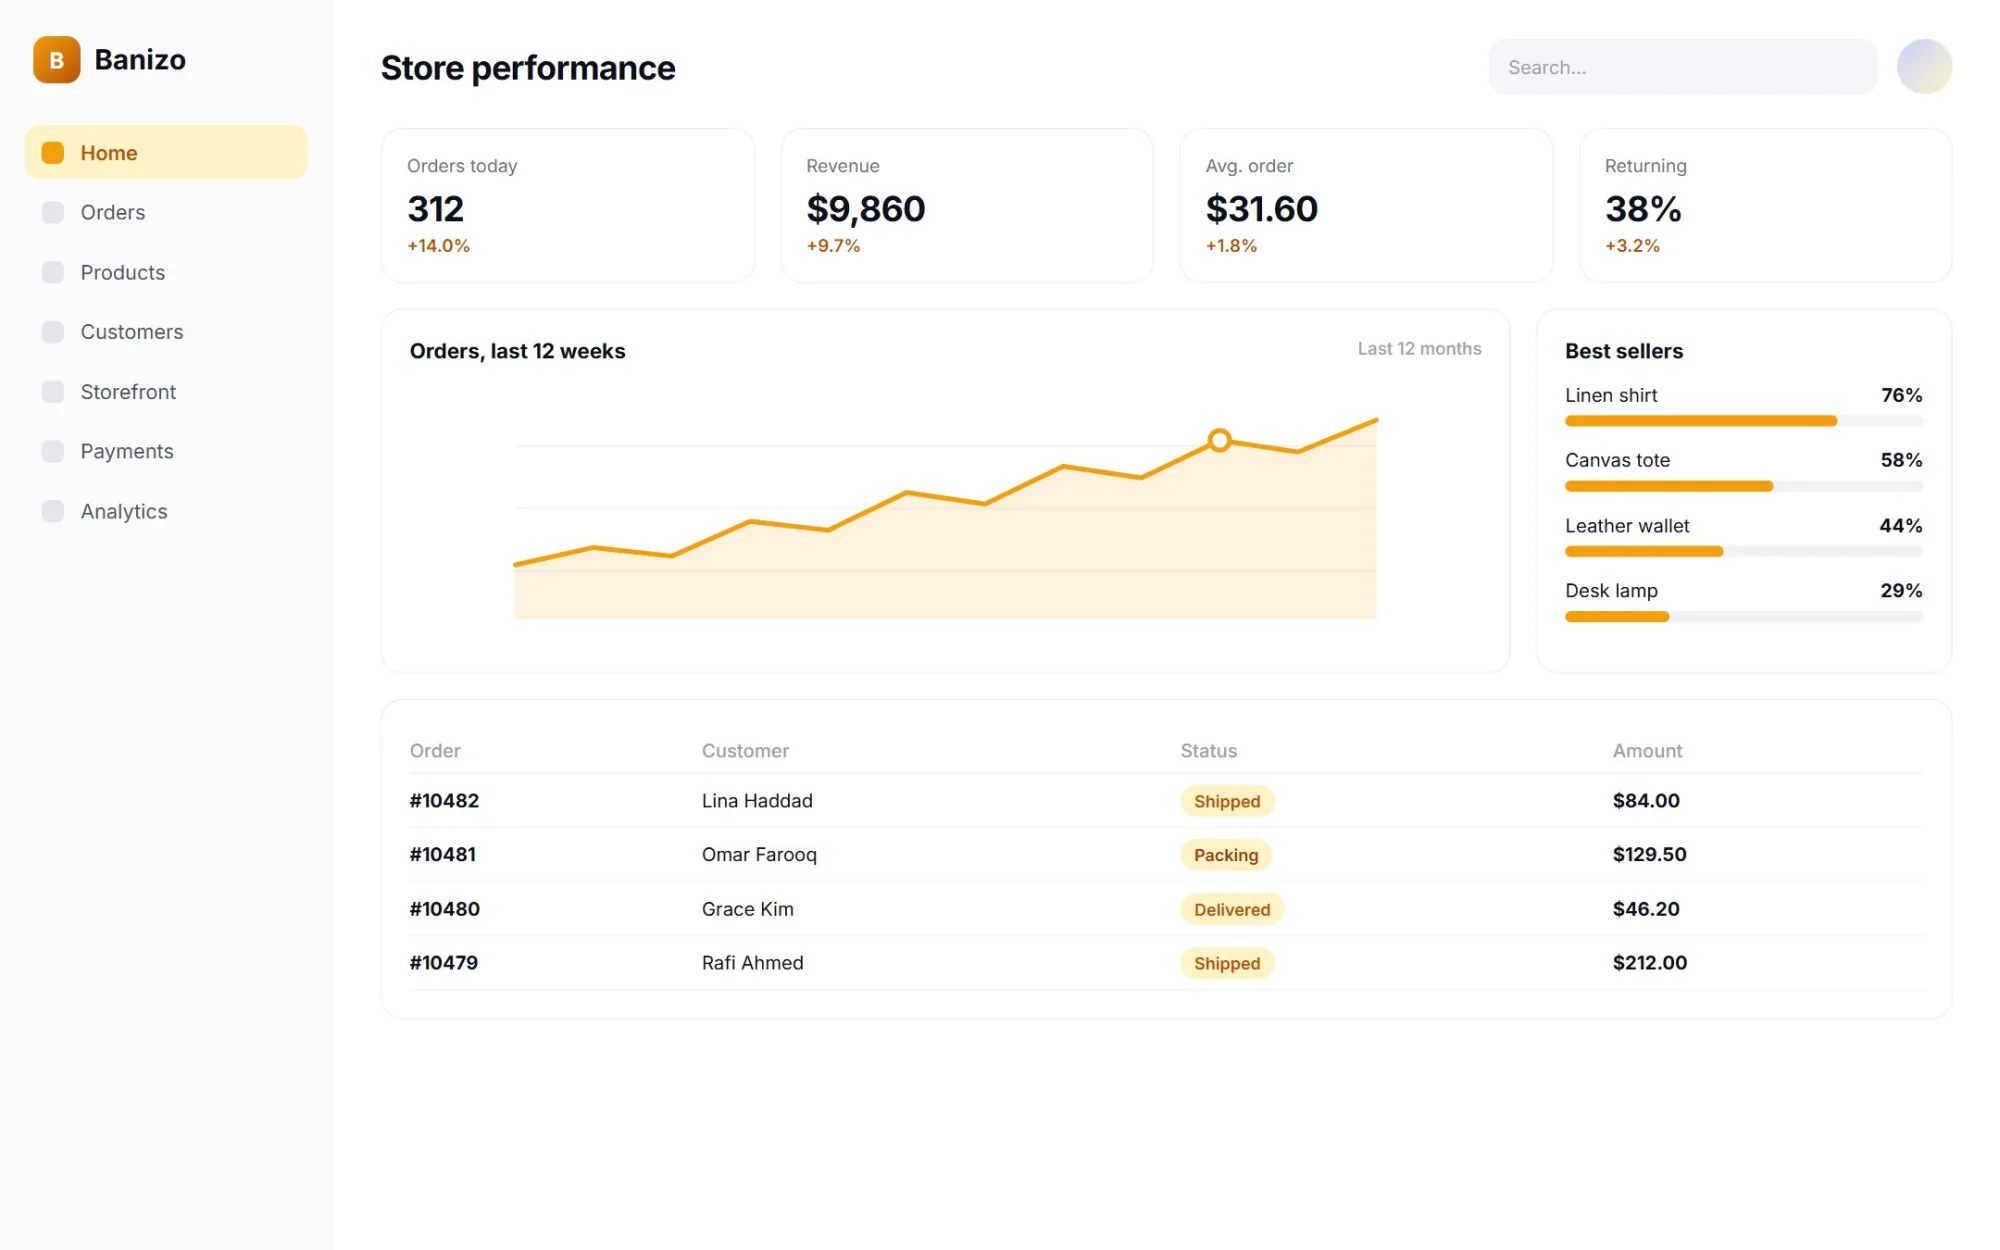 B Banizo
Home
Orders
Products
Customers
Storefront
Payments
Analytics
Store performance
Search...
Orders today
312
+14.0%
Revenue
$9,860
+9.7%
Avg. order
$31.60
+1.8%
Returning
38%
+3.2%
Orders, last 12 weeks
Last 12 months
Best sellers
Linen shirt 76%
Canvas tote 58%
Leather wallet 44%
Desk lamp 29%
Order Customer Status Amount
#10482 Lina Haddad Shipped $84.00
#10481 Omar Farooq Packing $129.50
#10480 Grace Kim Delivered $46.20
#10479 Rafi Ahmed Shipped $212.00